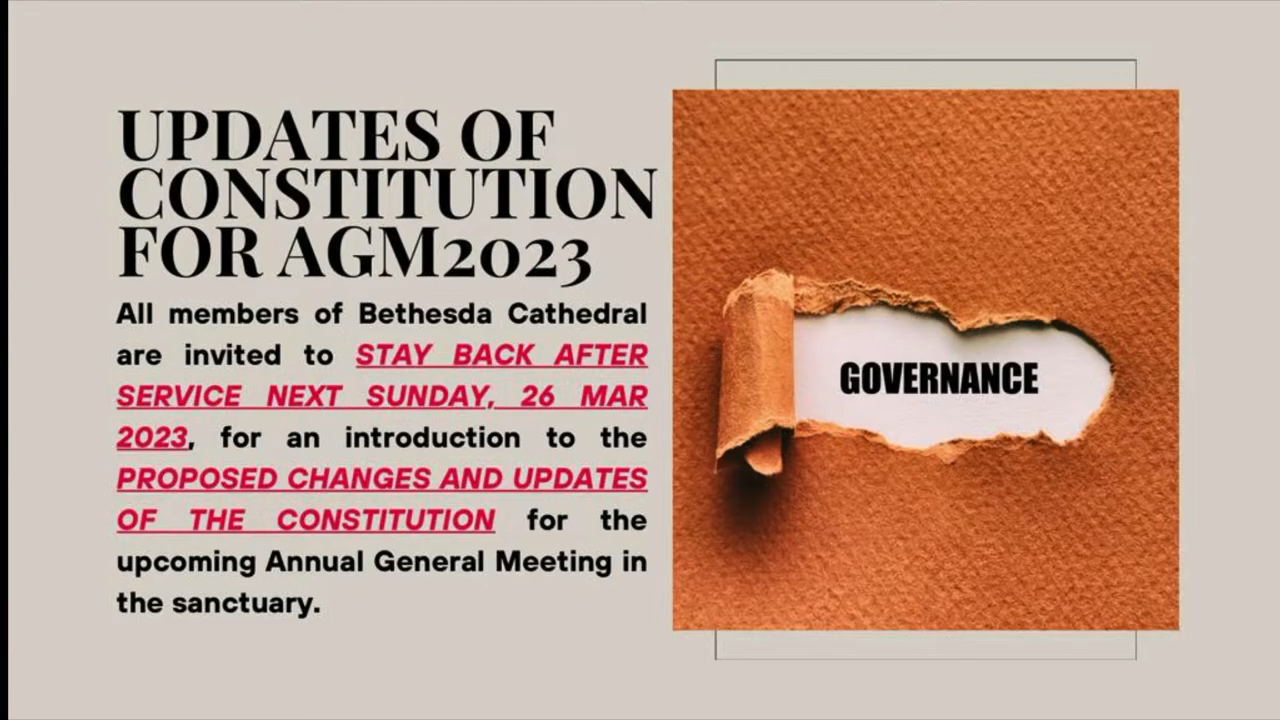 UPDATES OF
CONSTITUTION
FOR AGM2023
All members of Bethesda Cathedral
are invited to STAY BACK AFTER
SERVICE NEXT SUNDAY, 26 MAR
2023, for an introduction to the
PROPOSED CHANGES AND UPDATES
OF THE CONSTITUTION for the
upcoming Annual General Meeting in
the sanctuary.
GOVERNANCE